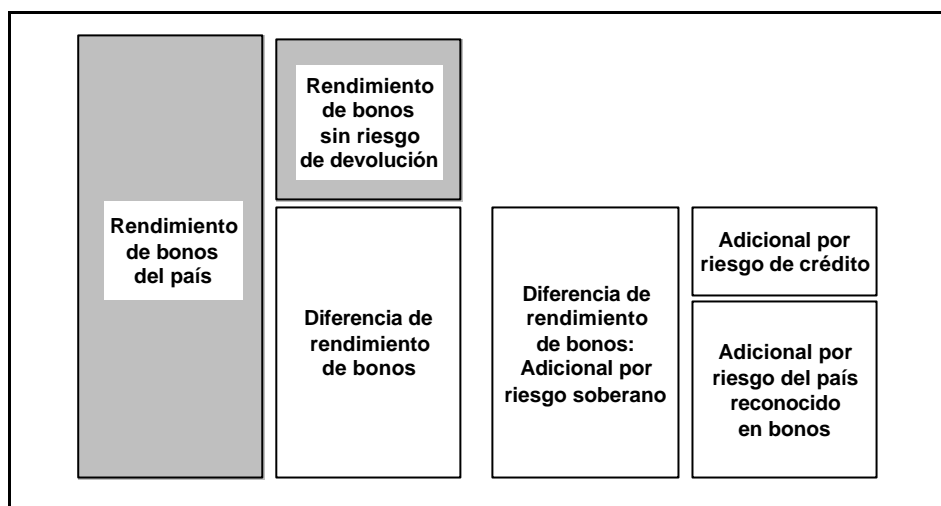 Rendimiento
de bonos
del país
Rendimiento
de bonos
sin riesgo
de devolución
Diferencia de
rendimiento
de bonos
Diferencia de
rendimiento
de bonos:
Adicional por
riesgo soberano
Adicional por
riesgo de crédito
Adicional por
riesgo del país
reconocido
en bonos